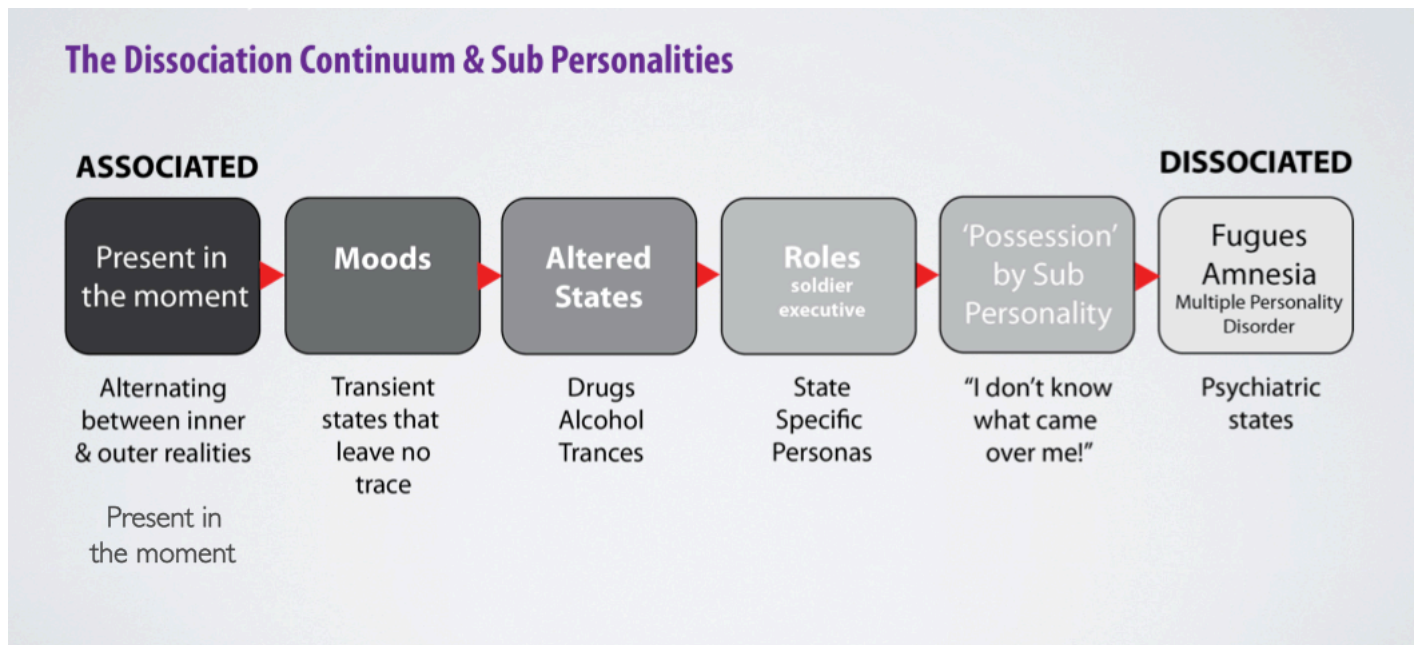 The Dissociation Continuum & Sub Personalities
ASSOCIATED
DISSOCIATED
Present in
the moment
Moods
Altered
States
Roles
soldier
executive
‘Possession’
by Sub
Personality
Fugues
Amnesia
Multiple Personality
Disorder
Alternating
between inner
& outer realities
Transient
states that
leave no
trace
Drugs
Alcohol
Trances
State
Specific
Personas
“I don’t know
what came
over me!”
Psychiatric
states
Present in
the moment